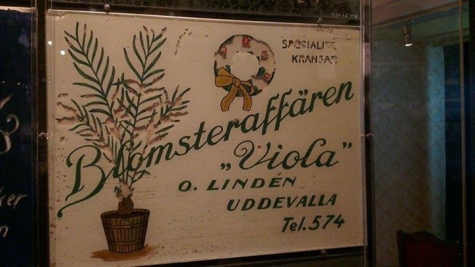 SPECIALITÉ
KRANSAR
Blomsteraffären
„Viola”
O. LINDÉN
UDDEVALLA
Tel. 574